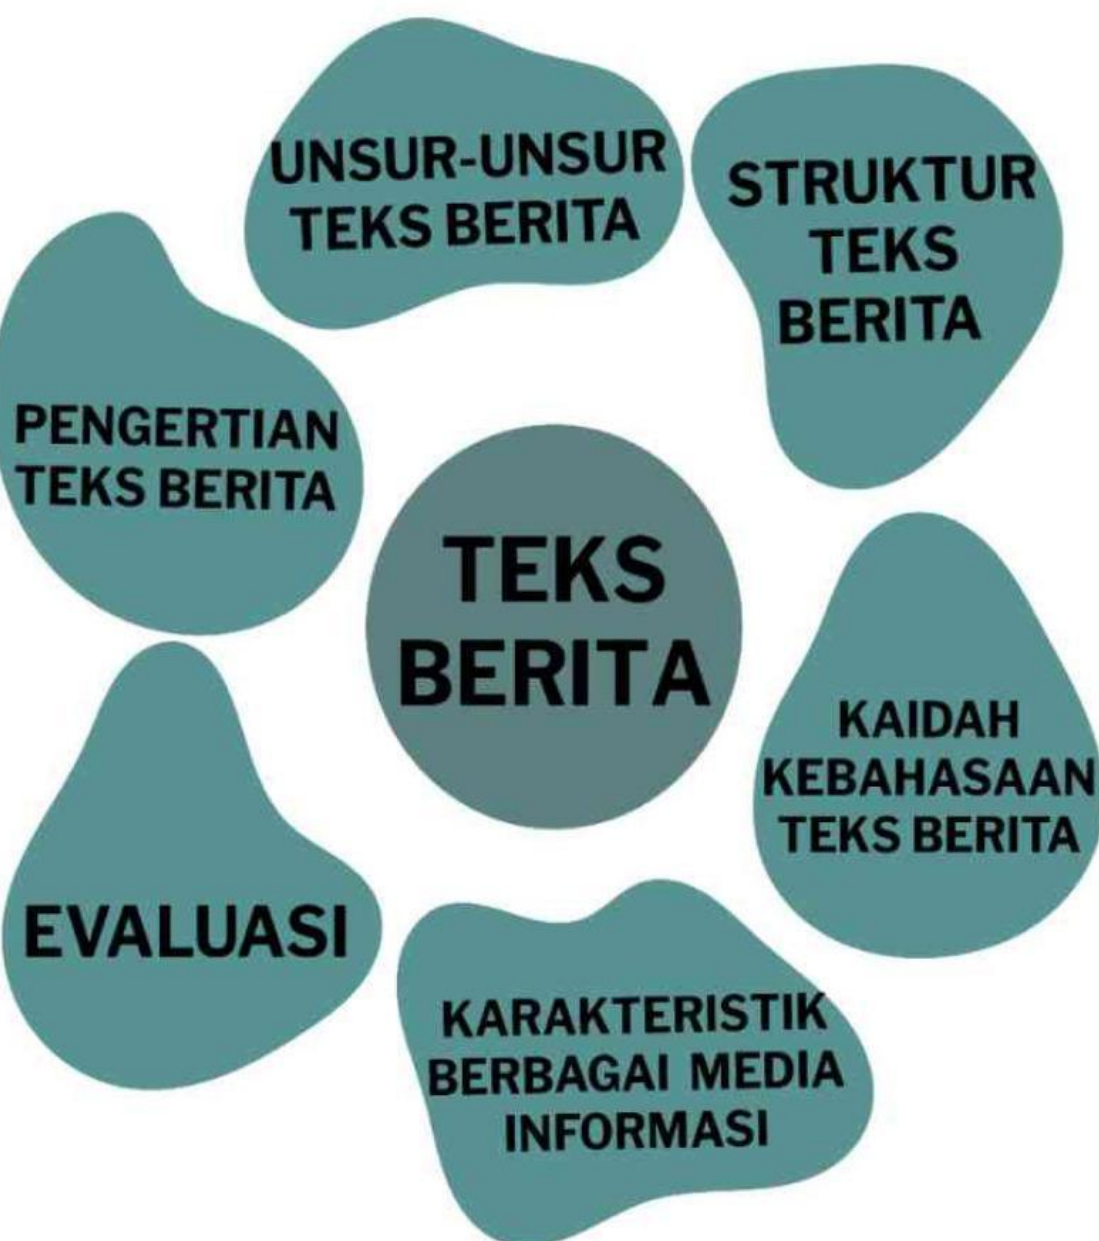 UNSUR-UNSUR
TEKS BERITA
STRUKTUR
TEKS
BERITA
PENGERTIAN
TEKS BERITA
TEKS
BERITA
KAIDAH
KEBAHASAAN
TEKS BERITA
EVALUASI
KARAKTERISTIK
BERBAGAI MEDIA
INFORMASI